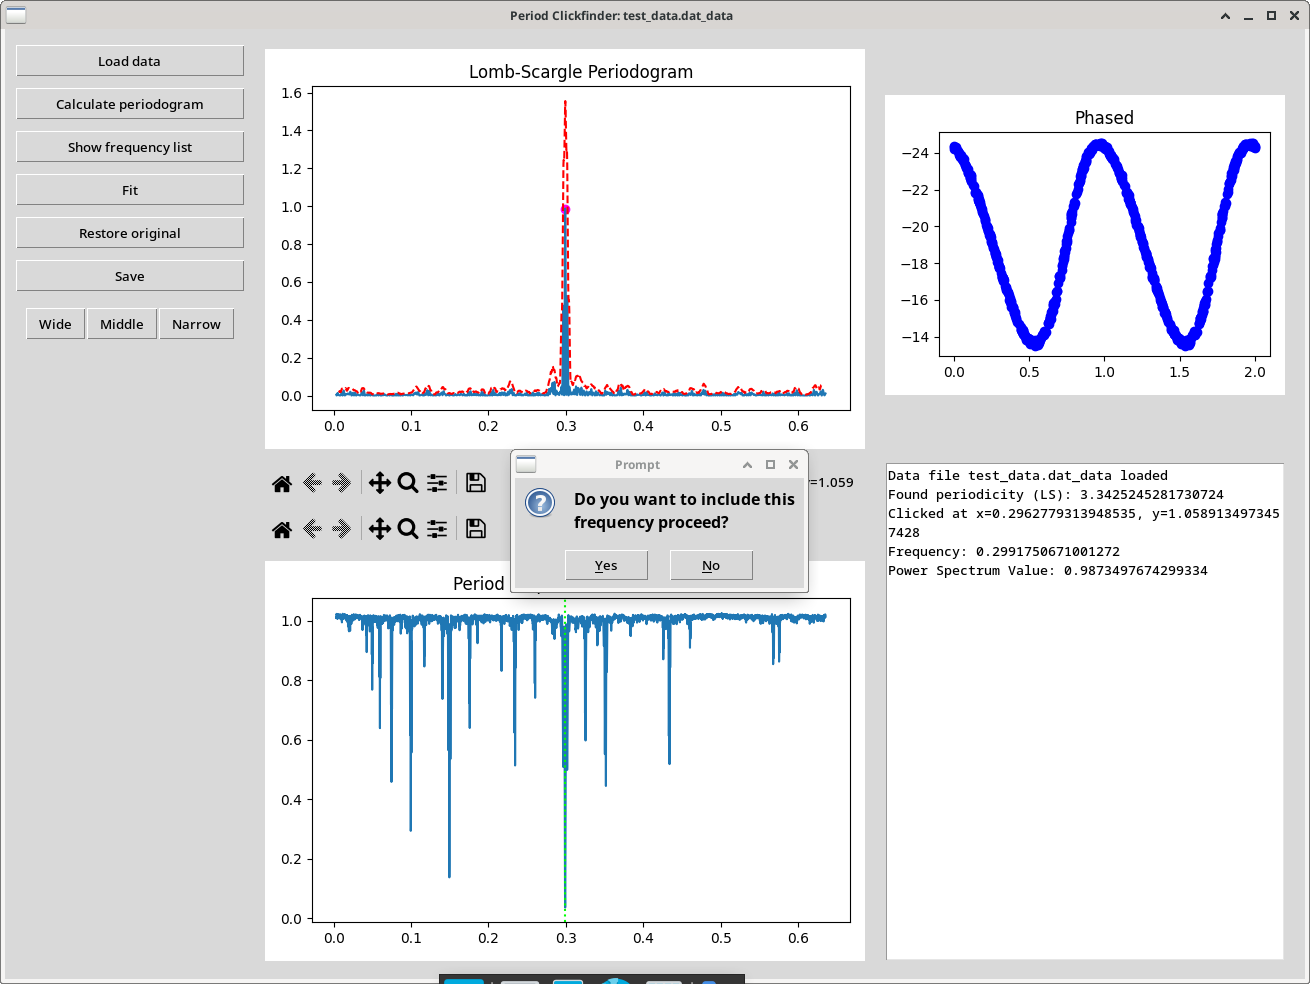 Period Clickfinder: test_data.dat_data
Load data
Calculate periodogram
Show frequency list
Fit
Restore original
Save
Wide Middle Narrow
Lomb-Scargle Periodogram
1.6
1.4
1.2
1.0
0.8
0.6
0.4
0.2
0.0
0.0 0.1 0.2 0.3 0.4 0.5 0.6
Phased
−24
−22
−20
−18
−16
−14
0.0 0.5 1.0 1.5 2.0
y=1.059
Prompt
Do you want to include this
frequency proceed?
Yes No
Period
1.0
0.8
0.6
0.4
0.2
0.0
0.0 0.1 0.2 0.3 0.4 0.5 0.6
Data file test_data.dat_data loaded
Found periodicity (LS): 3.3425245281730724
Clicked at x=0.2962779313948535, y=1.058913497345
7428
Frequency: 0.2991750671001272
Power Spectrum Value: 0.9873497674299334